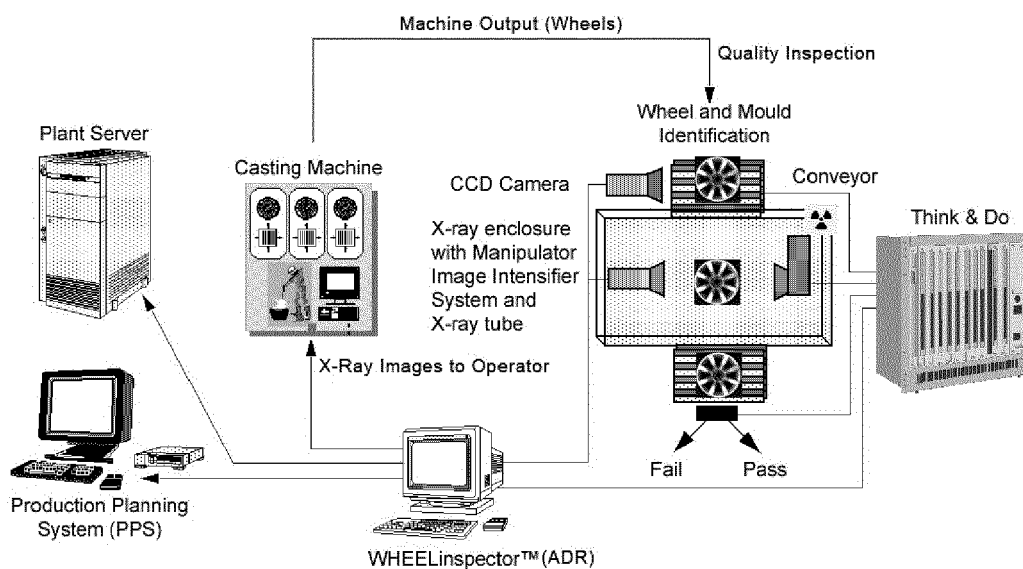 Machine Output (Wheels)
Quality Inspection
Plant Server
Wheel and Mould
Identification
Casting Machine
CCD Camera
Conveyor
Think & Do
X-ray enclosure
with Manipulator
Image Intensifier
System and
X-ray tube
X-Ray Images to Operator
Fail
Pass
Production Planning
System (PPS)
WHEELinspector™ (ADR)